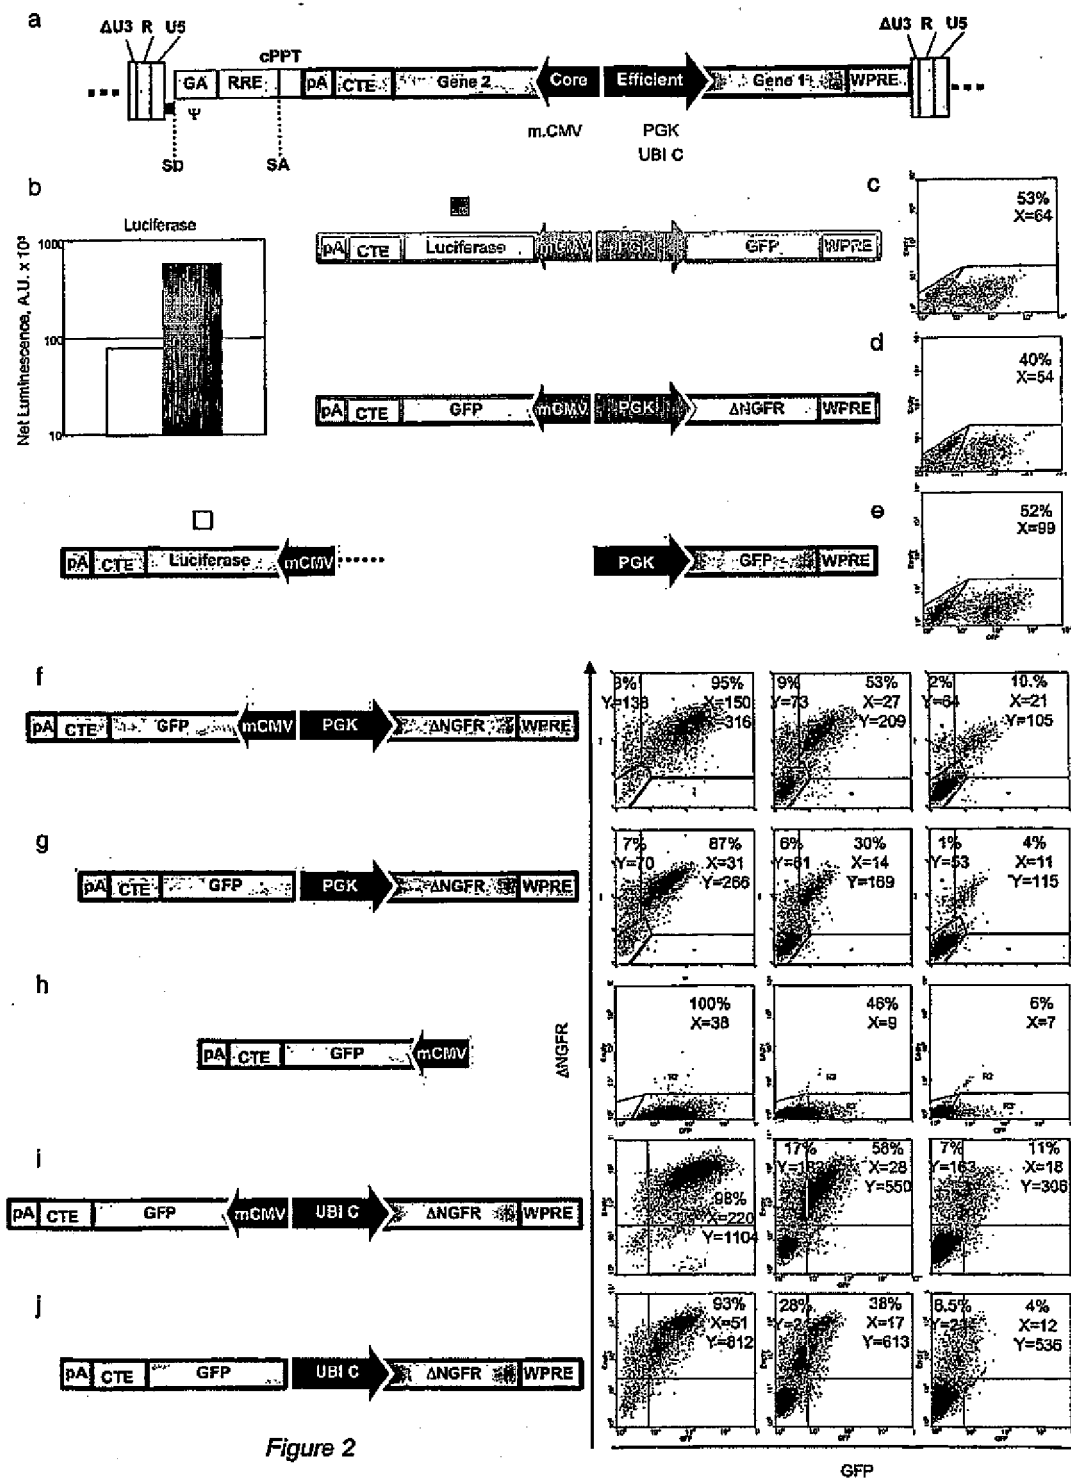 a
ΔU3 R U5
cPPT
ΔU3 R U5
GA RRE pA CTE Gene 2 Core Efficient Gene 1 WPRE
Ψ
m.CMV PGK
UBI C
SD SA
b
Luciferase
1000
100
10
Net Luminescence, A.U. x 10³
pA CTE Luciferase mCMV PGK GFP WPRE
c
53%
X=64
pA CTE GFP mCMV PGK ΔNGFR WPRE
d
40%
X=54
pA CTE Luciferase mCMV
PGK GFP WPRE
e
52%
X=99
f
pA CTE GFP mCMV PGK ΔNGFR WPRE
3% 95% 9% 53% 2% 10.%
Y=138 X=150 Y=73 X=27 Y=64 X=21
316 Y=209 Y=105
g
pA CTE GFP PGK ΔNGFR WPRE
7% 87% 6% 30% 1% 4%
Y=70 X=31 Y=61 X=14 Y=53 X=11
Y=266 Y=169 Y=115
h
pA CTE GFP mCMV
100% 46% 6%
X=38 X=9 X=7
ΔNGFR
i
pA CTE GFP mCMV UBI C ΔNGFR WPRE
17% 58% 7% 11%
X=28 Y=163 X=18
98% Y=550 Y=306
X=220
Y=1104
j
pA CTE GFP UBI C ΔNGFR WPRE
93% 28% 38% 6.5% 4%
X=51 X=17 X=12
Y=812 Y=613 Y=536
Figure 2
GFP